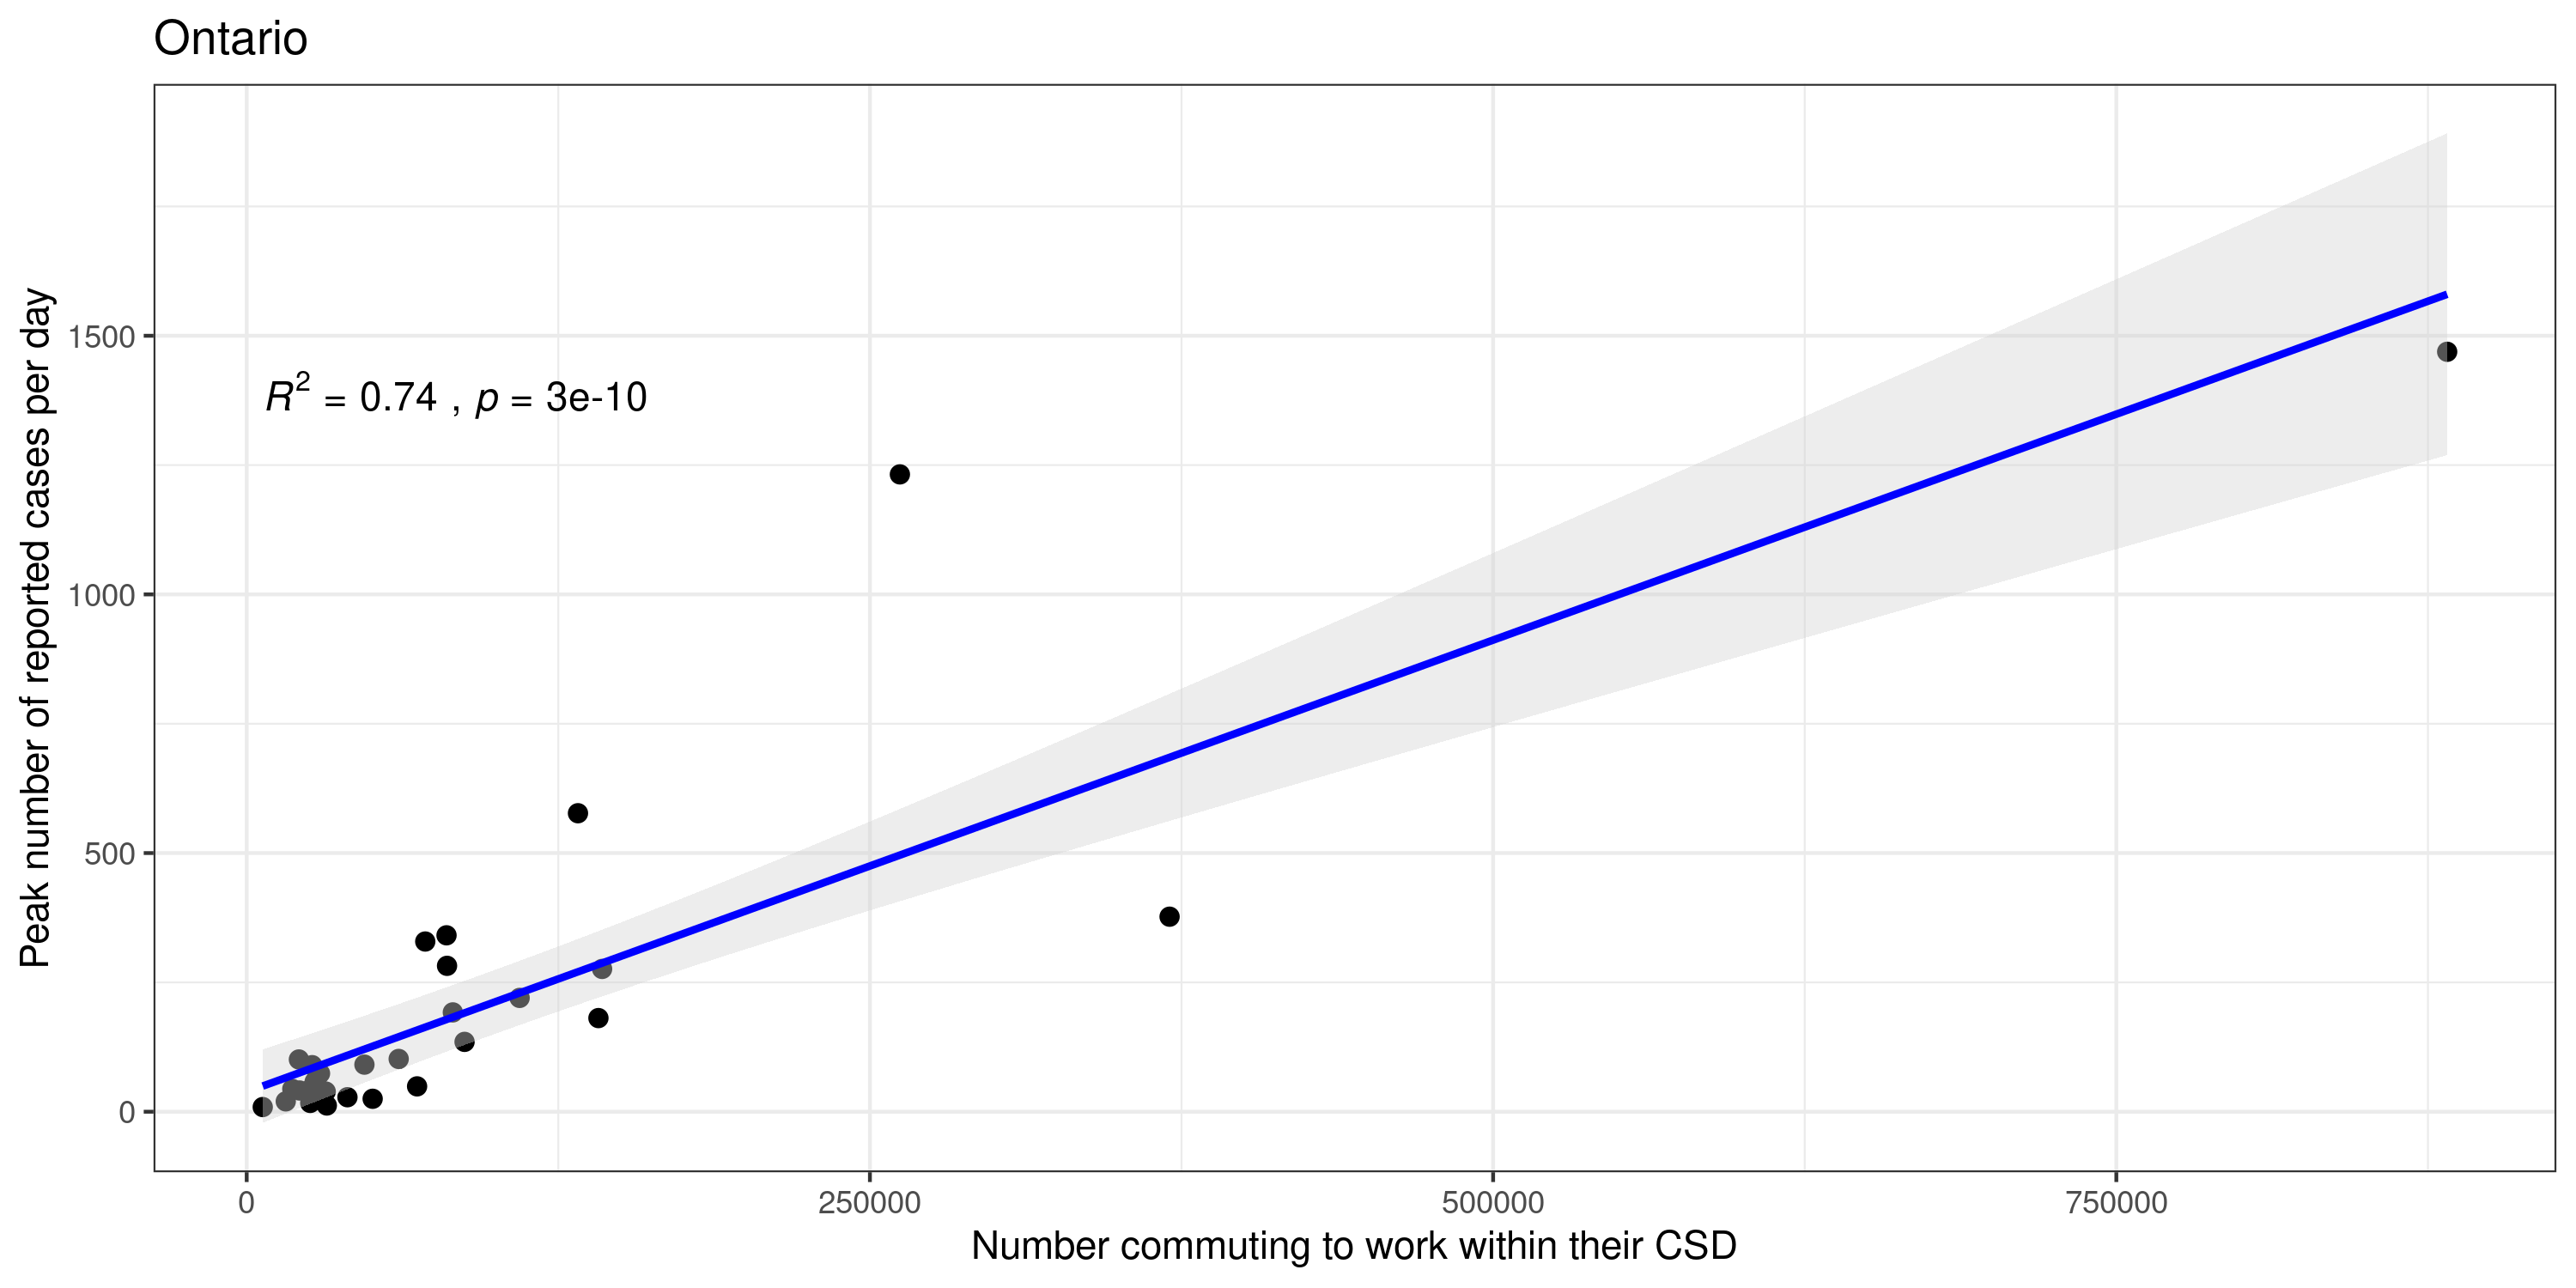 Ontario
Peak number of reported cases per day
1500
1000
500
0
R² = 0.74 , p = 3e-10
0
250000
500000
750000
Number commuting to work within their CSD